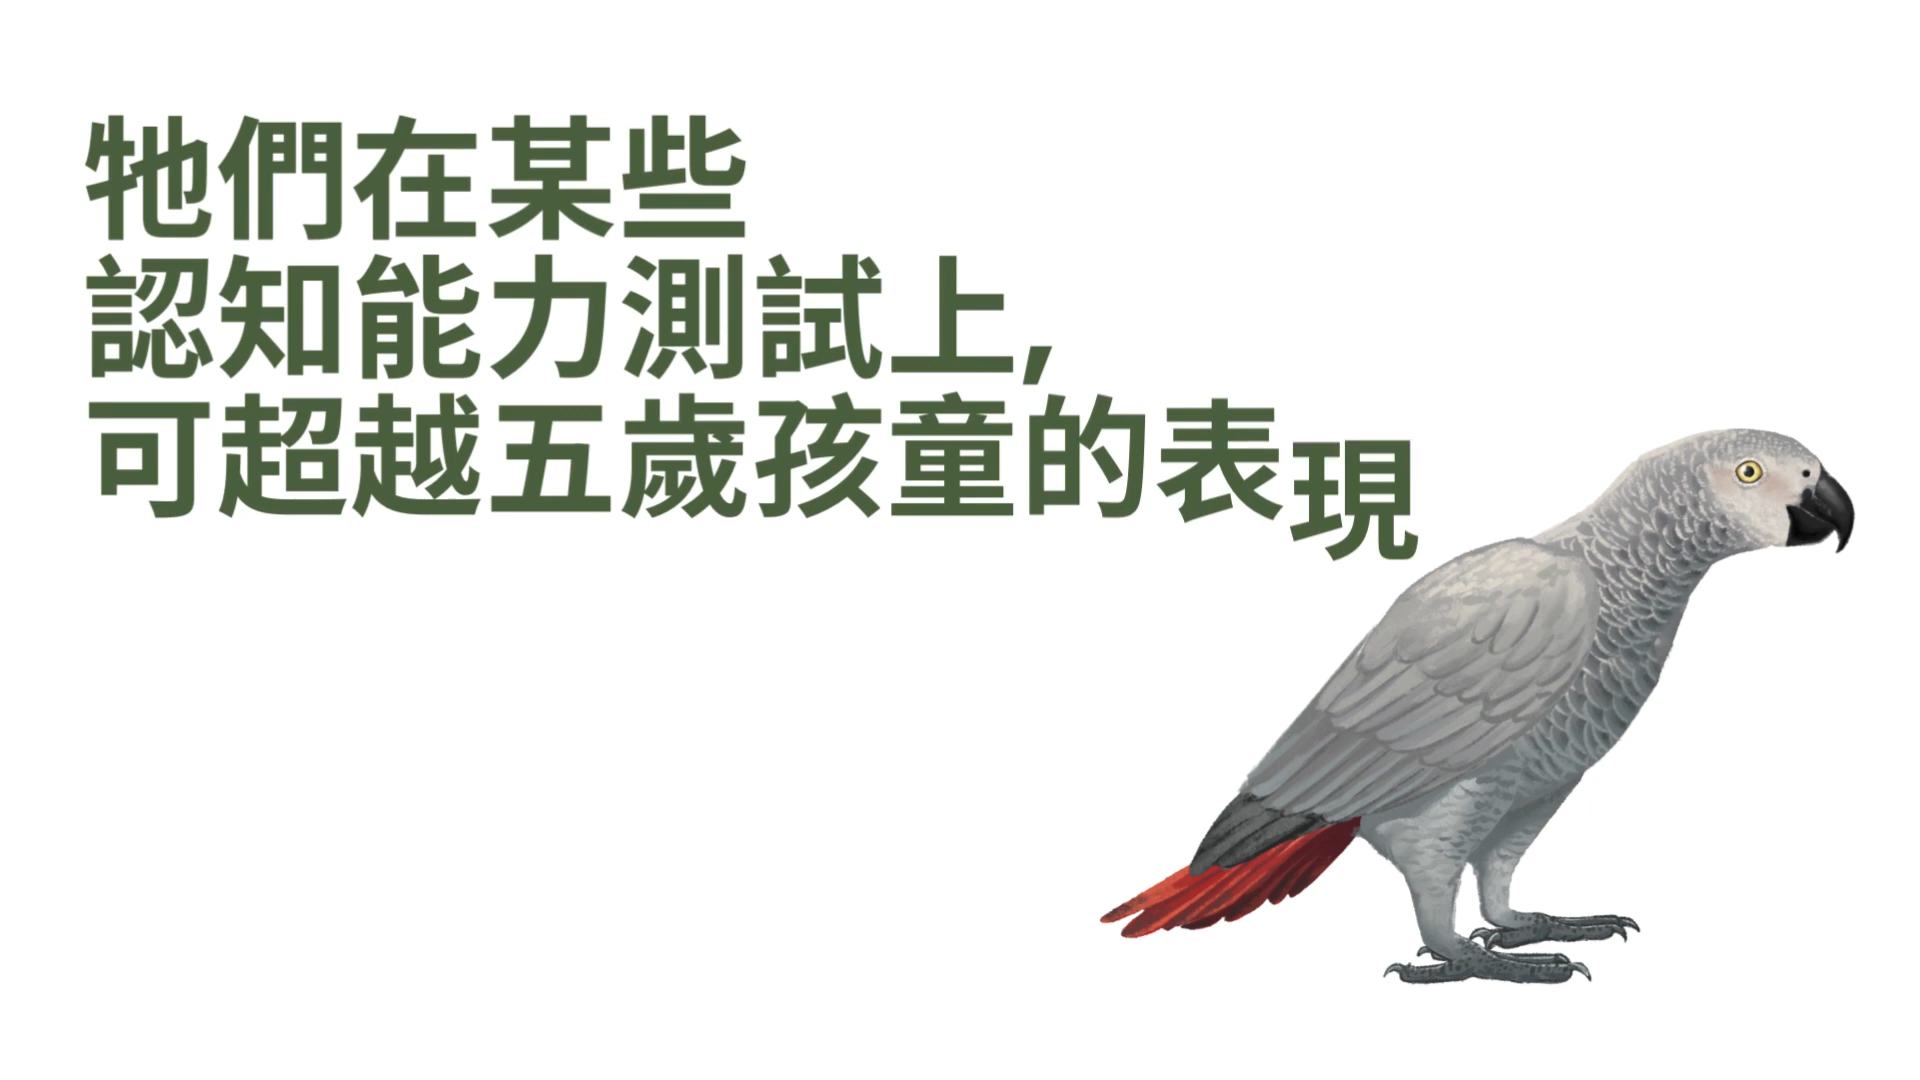 牠們在某些
認知能力測試上,
可超越五歲孩童的表現